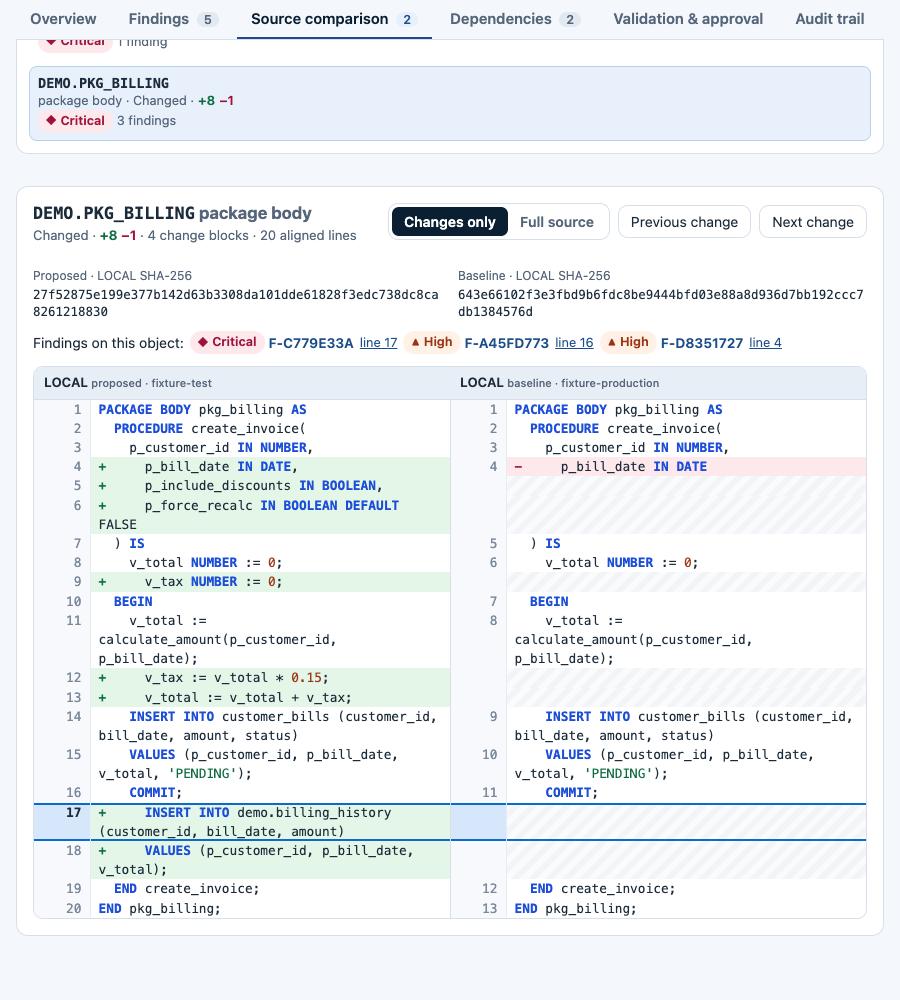 Overview Findings 5 Source comparison 2 Dependencies 2 Validation & approval Audit trail
◆ Critical 1 finding
DEMO.PKG_BILLING
package body · Changed · +8 −1
◆ Critical 3 findings
DEMO.PKG_BILLING package body
Changed · +8 −1 · 4 change blocks · 20 aligned lines
Changes only Full source Previous change Next change
Proposed · LOCAL SHA-256
27f52875e199e377b142d63b3308da101dde61828f3edc738dc8ca
8261218830
Baseline · LOCAL SHA-256
643e66102f3e3fbd9b6fdc8be9444bfd03e88a8d936d7bb192ccc7
db1384576d
Findings on this object: ◆ Critical F-C779E33A line 17 ▲ High F-A45FD773 line 16 ▲ High F-D8351727 line 4
LOCAL proposed · fixture-test
1 PACKAGE BODY pkg_billing AS
2 PROCEDURE create_invoice(
3 p_customer_id IN NUMBER,
4 + p_bill_date IN DATE,
5 + p_include_discounts IN BOOLEAN,
6 + p_force_recalc IN BOOLEAN DEFAULT
FALSE
7 ) IS
8 v_total NUMBER := 0;
9 + v_tax NUMBER := 0;
10 BEGIN
11 v_total :=
calculate_amount(p_customer_id,
p_bill_date);
12 + v_tax := v_total * 0.15;
13 + v_total := v_total + v_tax;
14 INSERT INTO customer_bills (customer_id,
bill_date, amount, status)
15 VALUES (p_customer_id, p_bill_date,
v_total, 'PENDING');
16 COMMIT;
17 + INSERT INTO demo.billing_history
(customer_id, bill_date, amount)
18 + VALUES (p_customer_id, p_bill_date,
v_total);
19 END create_invoice;
20 END pkg_billing;
LOCAL baseline · fixture-production
1 PACKAGE BODY pkg_billing AS
2 PROCEDURE create_invoice(
3 p_customer_id IN NUMBER,
4 − p_bill_date IN DATE
5 ) IS
6 v_total NUMBER := 0;
7 BEGIN
8 v_total :=
calculate_amount(p_customer_id,
p_bill_date);
9 INSERT INTO customer_bills (customer_id,
bill_date, amount, status)
10 VALUES (p_customer_id, p_bill_date,
v_total, 'PENDING');
11 COMMIT;
12 END create_invoice;
13 END pkg_billing;